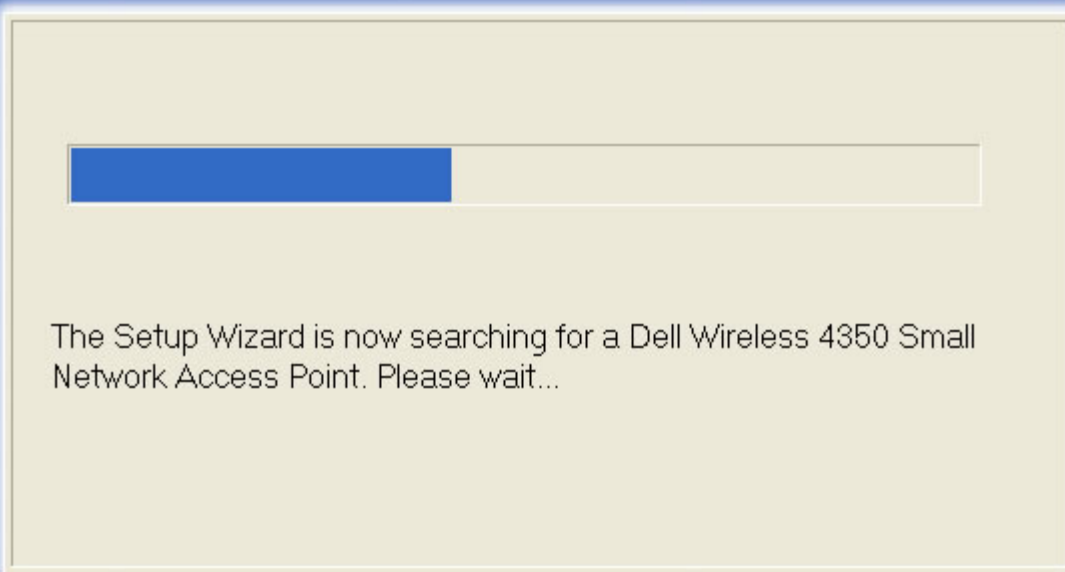 The Setup Wizard is now searching for a Dell Wireless 4350 Small
Network Access Point. Please wait...